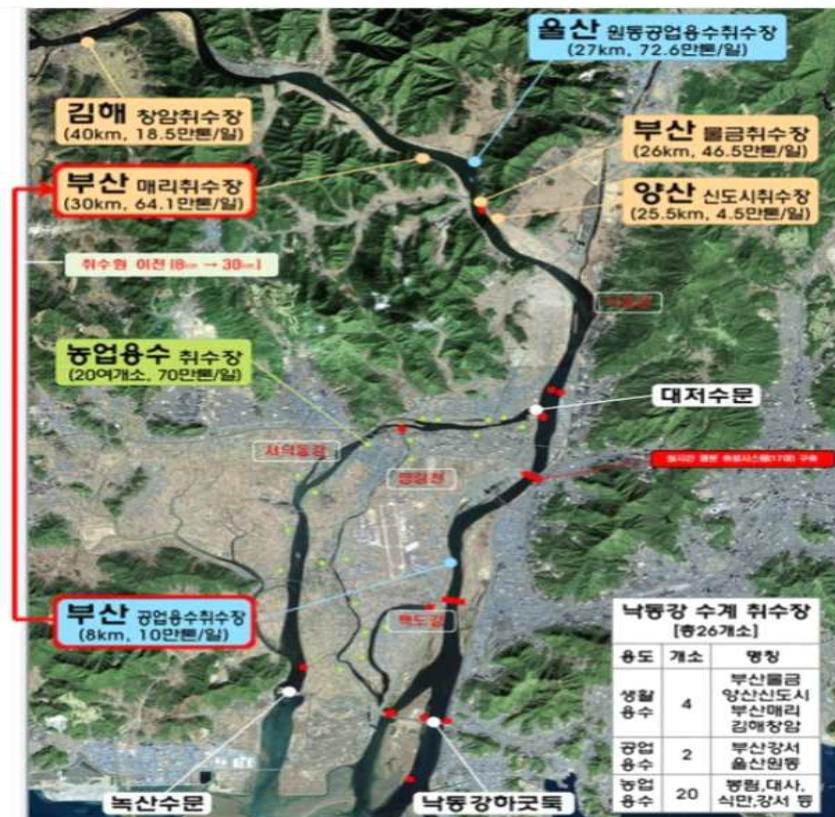 울산 원동공업용수취수장
(27km, 72.6만톤/일)
김해 창암취수장
(40km, 18.5만톤/일)
부산 물금취수장
(26km, 46.5만톤/일)
부산 매리취수장
(30km, 64.1만톤/일)
양산 신도시취수장
(25.5km, 4.5만톤/일)
취수원 이전 [8km → 30km]
농업용수 취수장
(20여개소, 70만톤/일)
대저수문
서낙동강
맥도강
부산 공업용수취수장
(8km, 10만톤/일)
녹산수문
낙동강하굿둑
낙동강 수계 취수장
[총26개소]
용도 개소 명칭
생활용수 4 부산물금 양산신도시 부산매리 김해창암
공업용수 2 부산강서 울산원동
농업용수 20 봉림,대사, 식만,강서 등